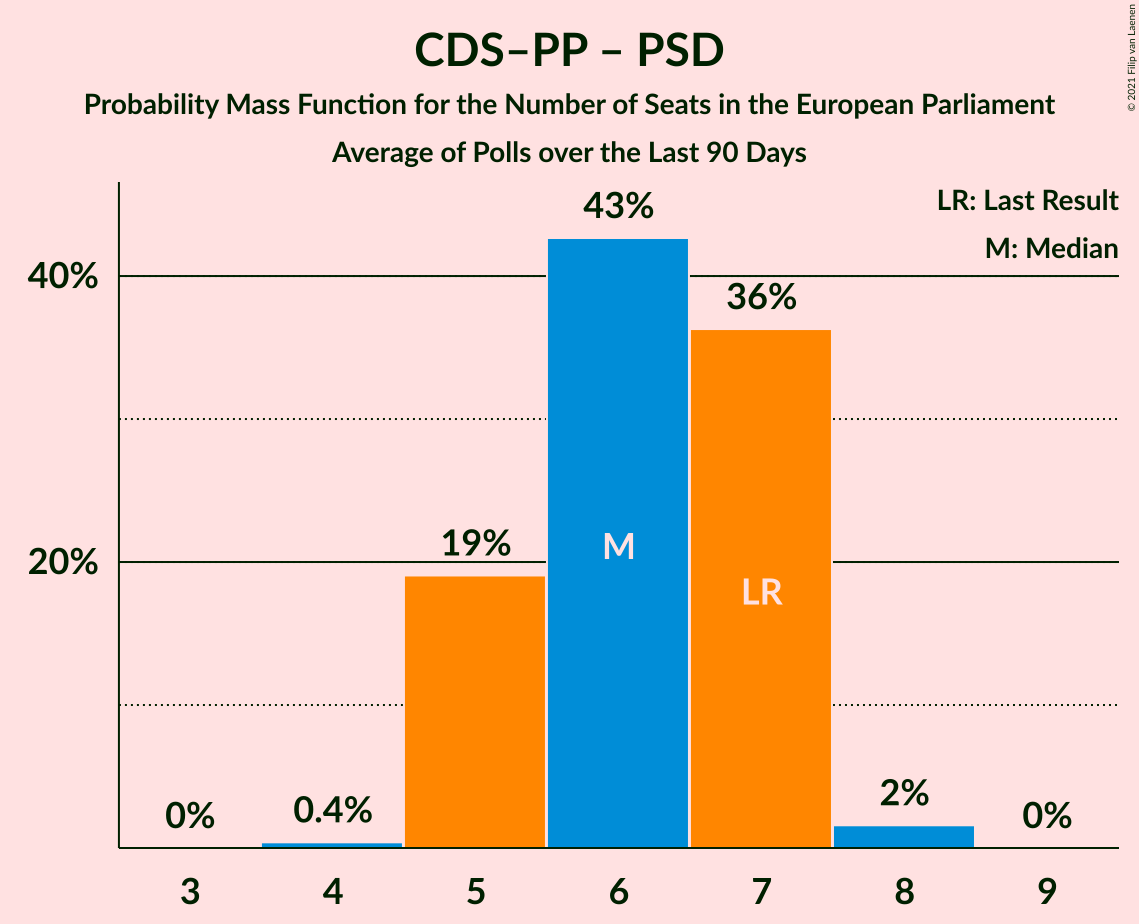 CDS–PP – PSD
Probability Mass Function for the Number of Seats in the European Parliament
Average of Polls over the Last 90 Days
© 2021 Filip van Laenen
LR: Last Result
M: Median
43%
40%
36%
19%
20%
M
LR
0%
0.4%
2%
0%
3 4 5 6 7 8 9